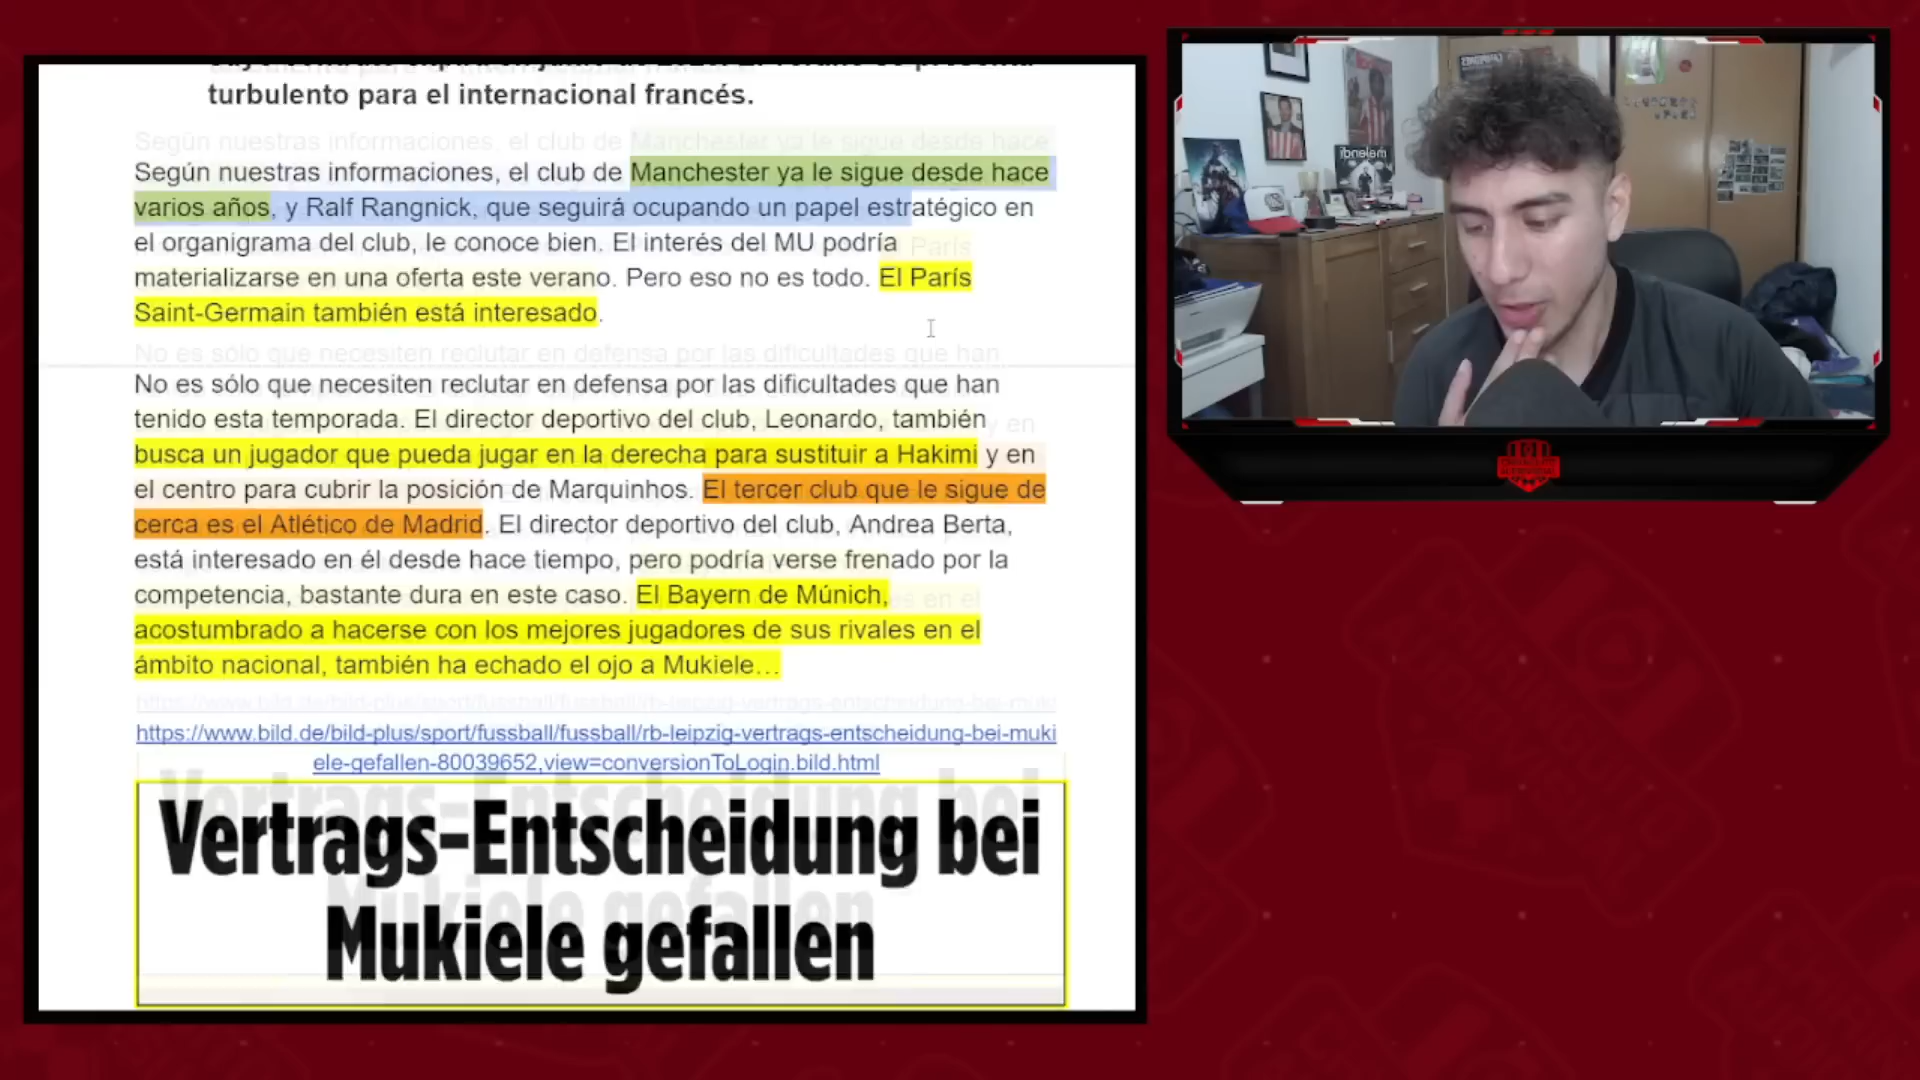 turbulento para el internacional francés.
Según nuestras informaciones, el club de Manchester ya le sigue desde hace
varios años, y Ralf Rangnick, que seguirá ocupando un papel estratégico en
el organigrama del club, le conoce bien. El interés del MU podría
materializarse en una oferta este verano. Pero eso no es todo. El París
Saint-Germain también está interesado.
No es sólo que necesiten reclutar en defensa por las dificultades que han
tenido esta temporada. El director deportivo del club, Leonardo, también
busca un jugador que pueda jugar en la derecha para sustituir a Hakimi y en
el centro para cubrir la posición de Marquinhos. El tercer club que le sigue de
cerca es el Atlético de Madrid. El director deportivo del club, Andrea Berta,
está interesado en él desde hace tiempo, pero podría verse frenado por la
competencia, bastante dura en este caso. El Bayern de Múnich,
acostumbrado a hacerse con los mejores jugadores de sus rivales en el
ámbito nacional, también ha echado el ojo a Mukiele…
https://www.bild.de/bild-plus/sport/fussball/fussball/rb-leipzig-vertrags-entscheidung-bei-muki
ele-gefallen-80039652,view=conversionToLogin.bild.html
Vertrags-Entscheidung bei
Mukiele gefallen
melendi